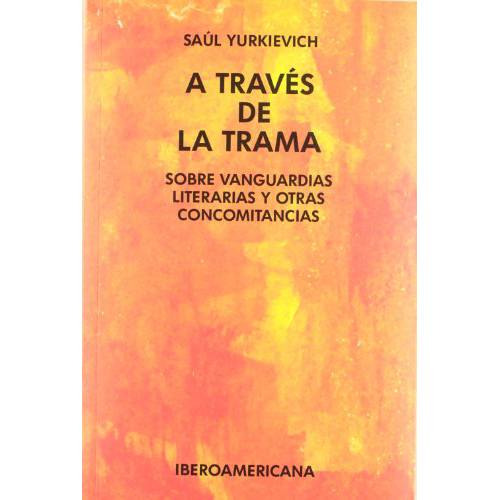 SAÚL YURKIEVICH
A TRAVÉS
DE
LA TRAMA
SOBRE VANGUARDIAS
LITERARIAS Y OTRAS
CONCOMITANCIAS
IBEROAMERICANA